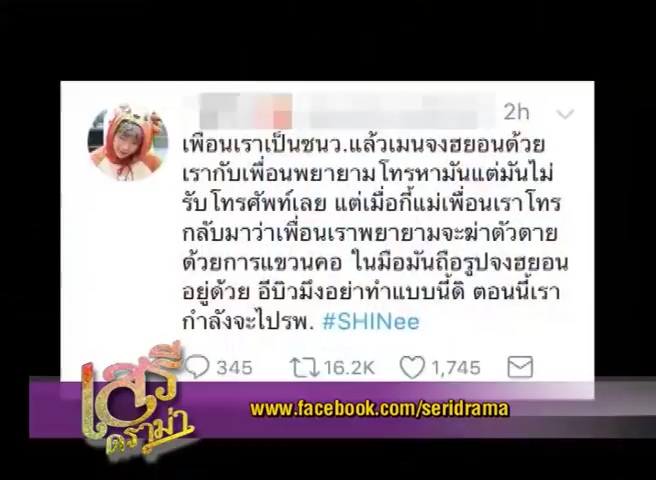 2h
เพื่อนเราเป็นชนว.แล้วเมนจงฮยอนด้วย
เรากับเพื่อนพยายามโทรหามันแต่มันไม่
รับโทรศัพท์เลย แต่เมื่อกี้แม่เพื่อนเราโทร
กลับมาว่าเพื่อนเราพยายามจะฆ่าตัวตาย
ด้วยการแขวนคอ ในมือมันถือรูปจงฮยอน
อยู่ด้วย อีบิวมึงอย่าทำแบบนี้ดิ ตอนนี้เรา
กำลังจะไปรพ. #SHINee
345 16.2K 1,745
เสรี
ดราม่า
www.facebook.com/seridrama